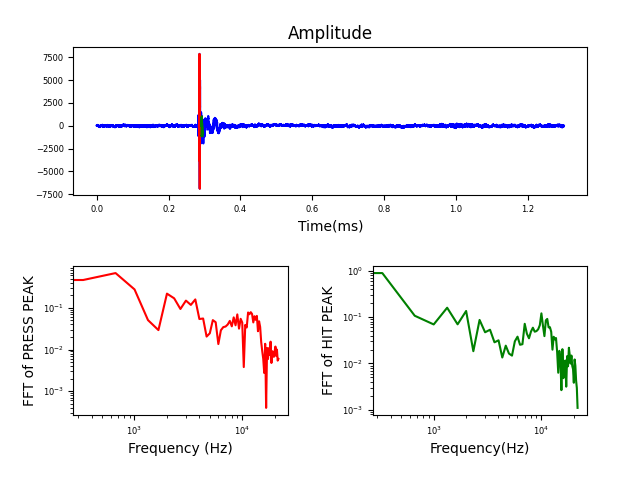 Amplitude
7500
5000
2500
0
−2500
−5000
−7500
0.0 0.2 0.4 0.6 0.8 1.0 1.2
Time(ms)
FFT of PRESS PEAK
10⁻¹
10⁻²
10⁻³
10³ 10⁴
Frequency (Hz)
FFT of HIT PEAK
10⁰
10⁻¹
10⁻²
10⁻³
10³ 10⁴
Frequency(Hz)